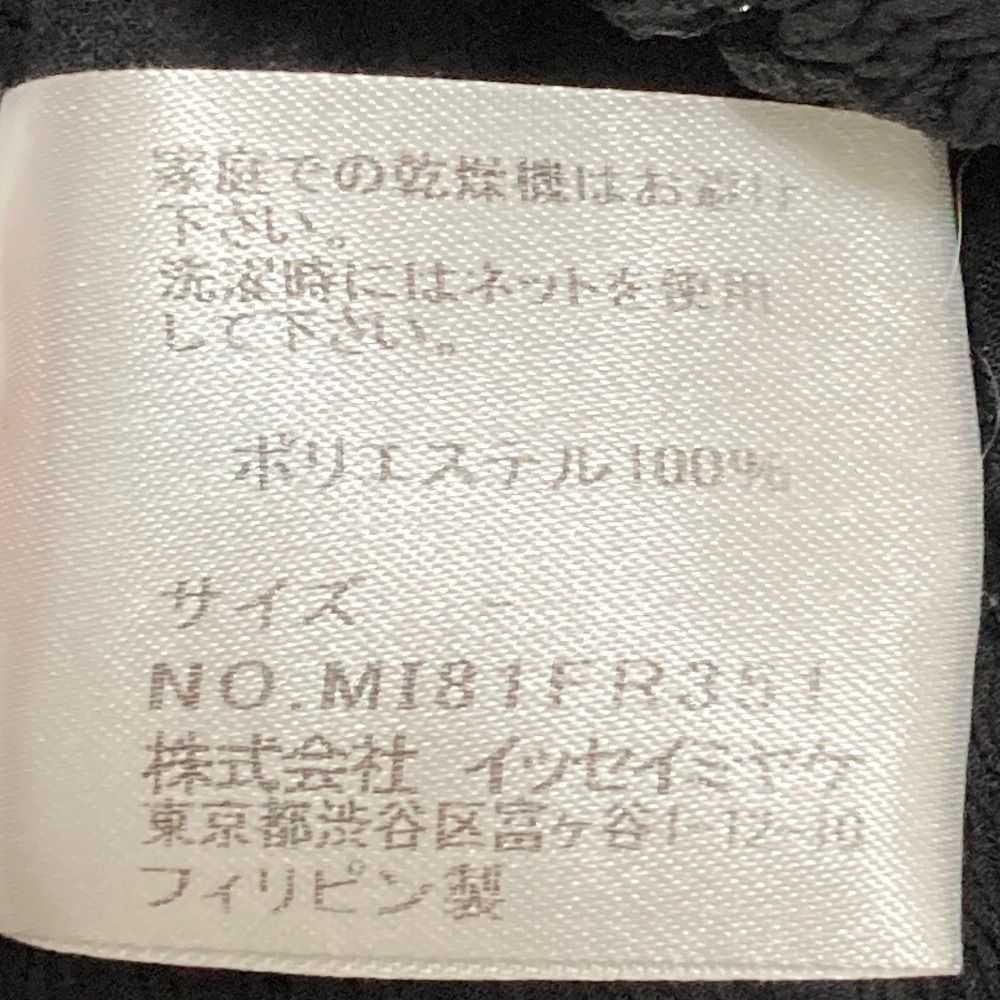 家庭での乾燥機はお避け
下さい。
洗濯時にはネットを使用
して下さい。
ポリエステル100%
サイズ -
NO.MI81FR351
株式会社 イッセイミヤケ
東京都渋谷区富ヶ谷1-12-10
フィリピン製